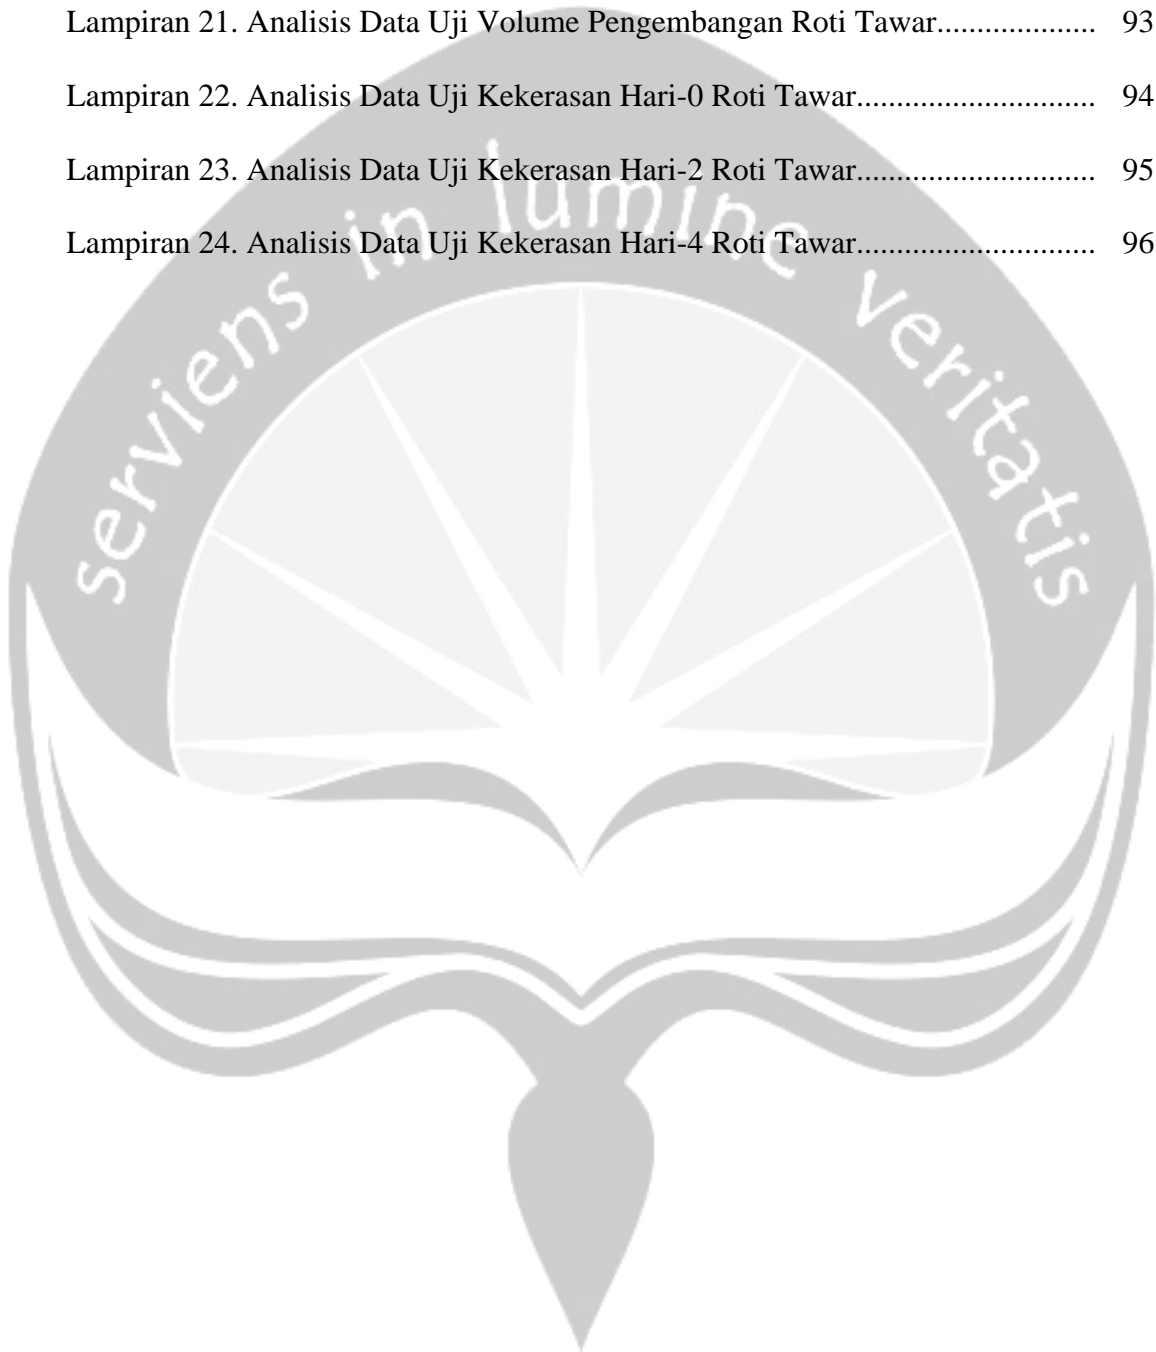 Lampiran 21. Analisis Data Uji Volume Pengembangan Roti Tawar................... 93
Lampiran 22. Analisis Data Uji Kekerasan Hari-0 Roti Tawar............................. 94
Lampiran 23. Analisis Data Uji Kekerasan Hari-2 Roti Tawar............................. 95
Lampiran 24. Analisis Data Uji Kekerasan Hari-4 Roti Tawar............................. 96
serviens in lumine veritatis